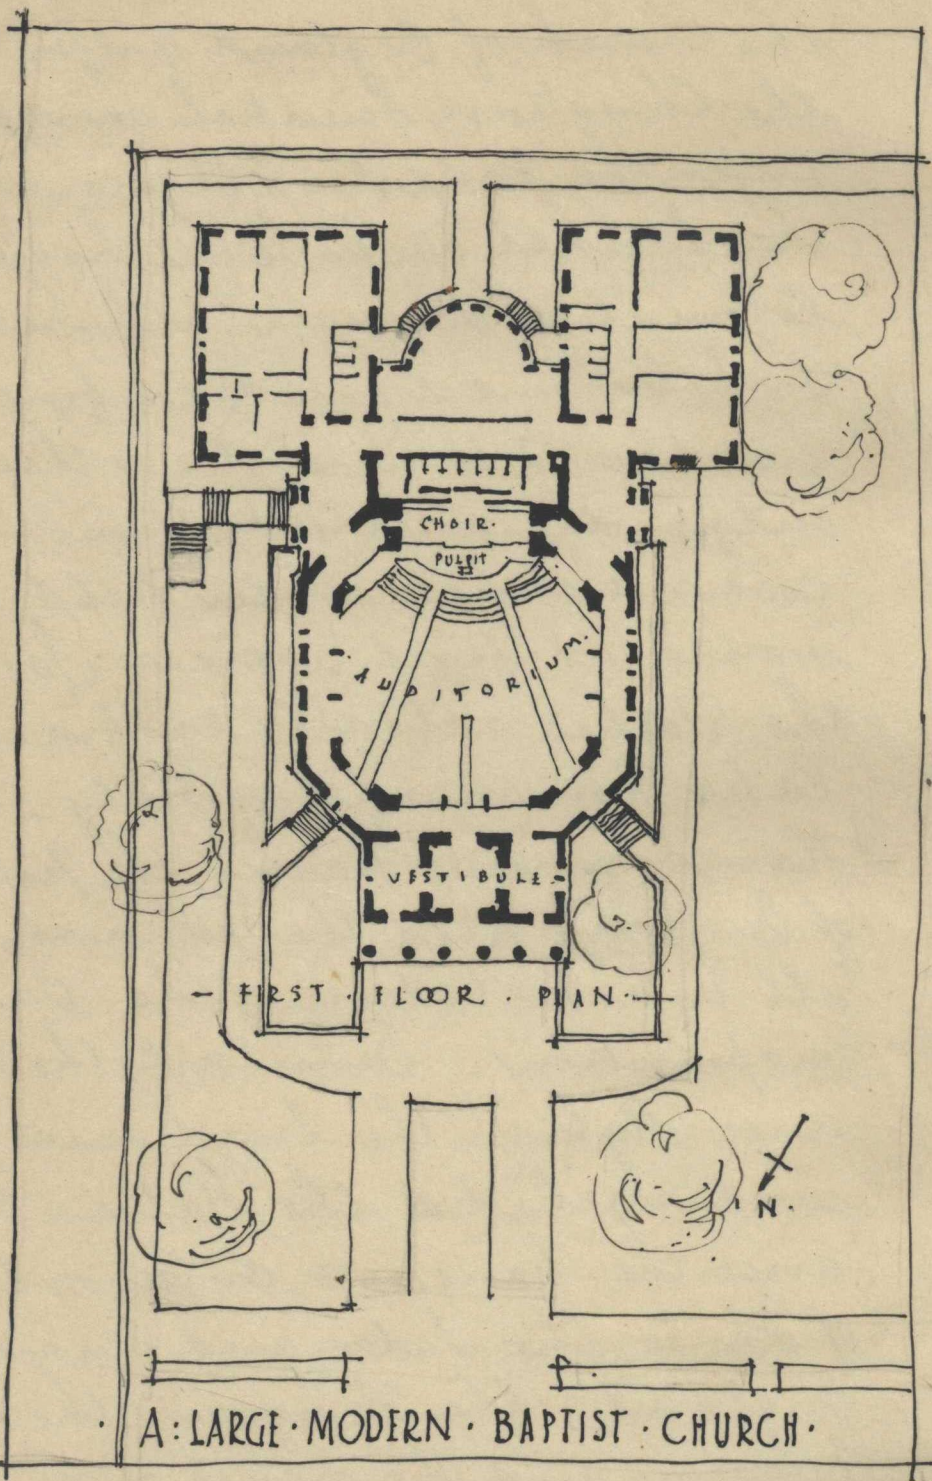 CHOIR.
PULPIT
AUDITORIUM.
VESTIBULE.
- FIRST . FLOOR . PLAN. -
N.
· A: LARGE · MODERN · BAPTIST · CHURCH ·